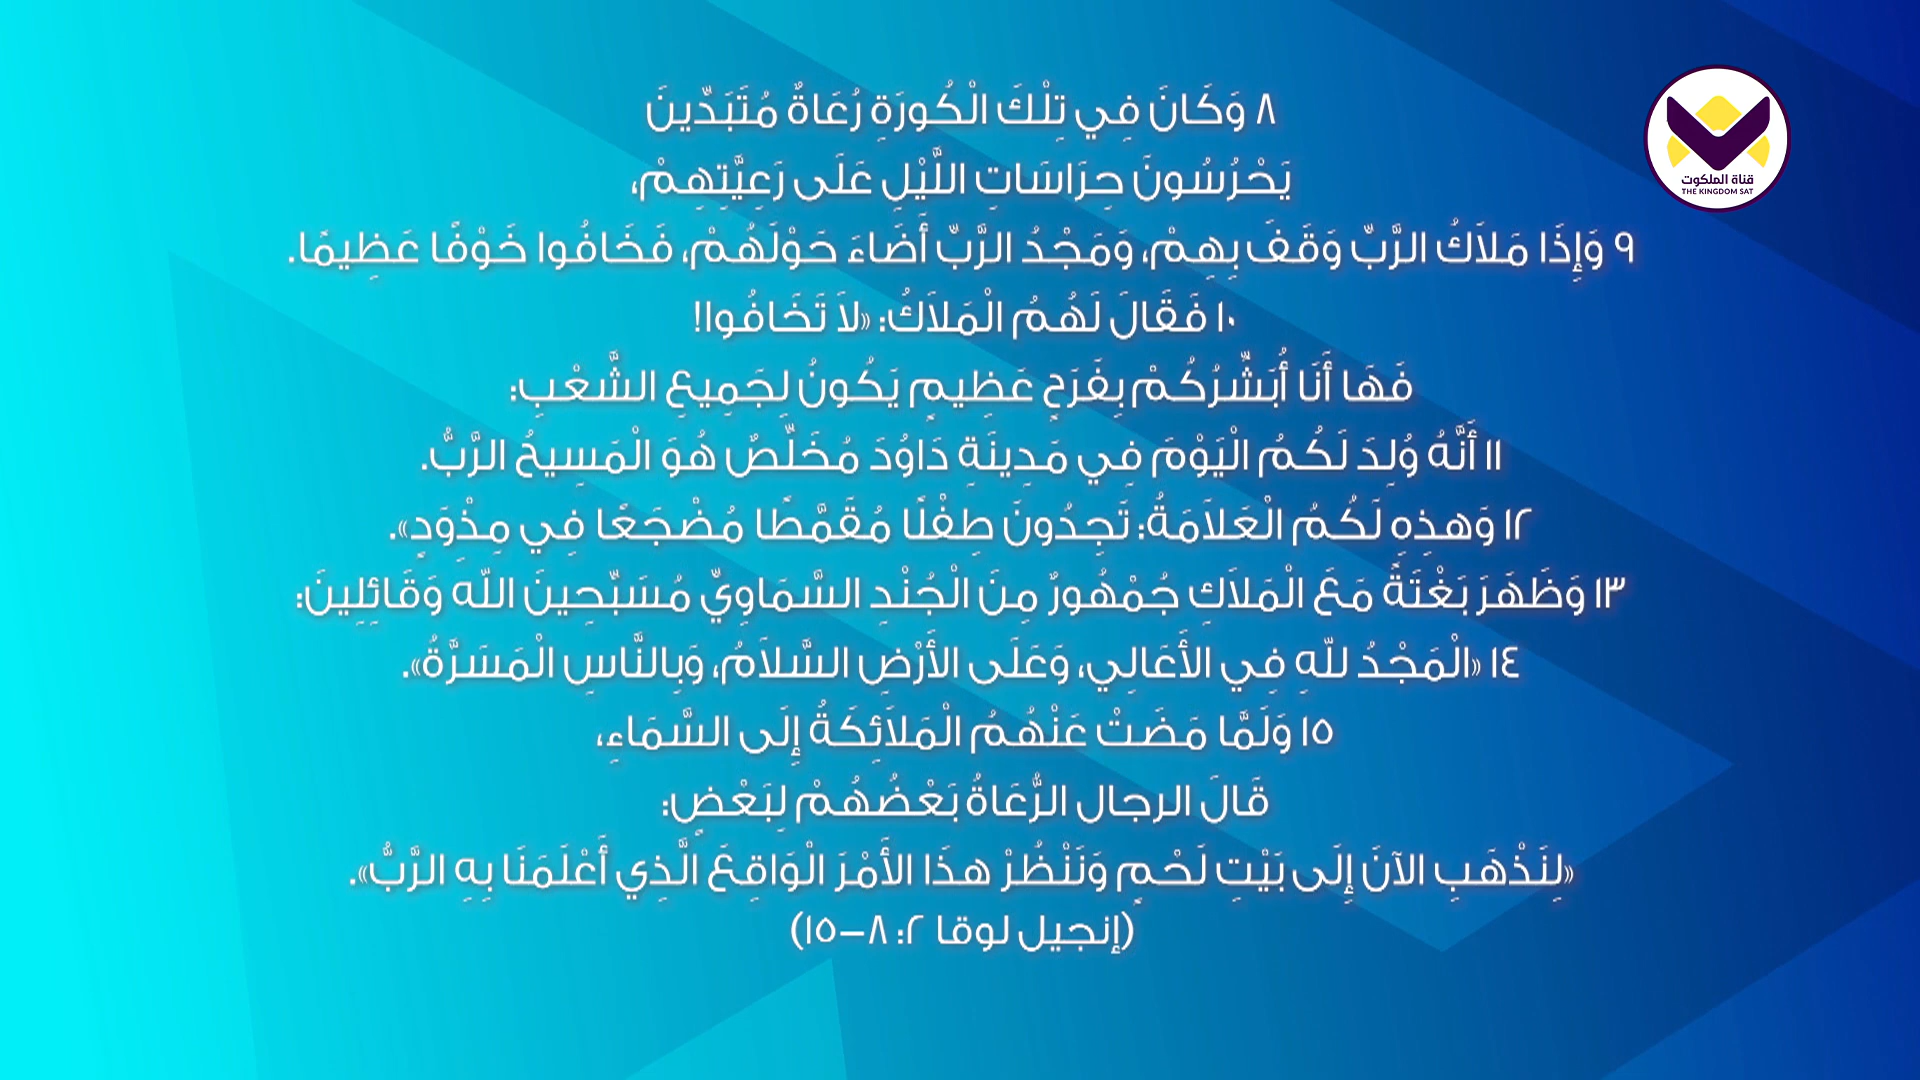 ٨ وَكَانَ فِي تِلْكَ الْكُورَةِ رُعَاةٌ مُتَبَدِّينَ
يَحْرُسُونَ حِرَاسَاتِ اللَّيْلِ عَلَى رَعِيَّتِهِمْ،
٩ وَإِذَا مَلاَكُ الرَّبِّ وَقَفَ بِهِمْ، وَمَجْدُ الرَّبِّ أَضَاءَ حَوْلَهُمْ، فَخَافُوا خَوْفًا عَظِيمًا.
١٠ فَقَالَ لَهُمُ الْمَلاَكُ: «لاَ تَخَافُوا!
فَهَا أَنَا أُبَشِّرُكُمْ بِفَرَحٍ عَظِيمٍ يَكُونُ لِجَمِيعِ الشَّعْبِ:
١١ أَنَّهُ وُلِدَ لَكُمُ الْيَوْمَ فِي مَدِينَةِ دَاوُدَ مُخَلِّصٌ هُوَ الْمَسِيحُ الرَّبُّ.
١٢ وَهذِهِ لَكُمُ الْعَلاَمَةُ: تَجِدُونَ طِفْلًا مُقَمَّطًا مُضْجَعًا فِي مِذْوَدٍ».
١٣ وَظَهَرَ بَغْتَةً مَعَ الْمَلاَكِ جُمْهُورٌ مِنَ الْجُنْدِ السَّمَاوِيِّ مُسَبِّحِينَ اللّه وَقَائِلِينَ:
١٤ «الْمَجْدُ للّهِ فِي الأَعَالِي، وَعَلَى الأَرْضِ السَّلاَمُ، وَبِالنَّاسِ الْمَسَرَّةُ».
١٥ وَلَمَّا مَضَتْ عَنْهُمُ الْمَلاَئِكَةُ إِلَى السَّمَاءِ،
قَالَ الرجال الرُّعَاةُ بَعْضُهُمْ لِبَعْضٍ:
«لِنَذْهَبِ الآنَ إِلَى بَيْتِ لَحْمٍ وَنَنْظُرْ هذَا الأَمْرَ الْوَاقِعَ الَّذِي أَعْلَمَنَا بِهِ الرَّبُّ».
(إنجيل لوقا ٢: ٨–١٥)
قناة الملكوت
THE KINGDOM SAT